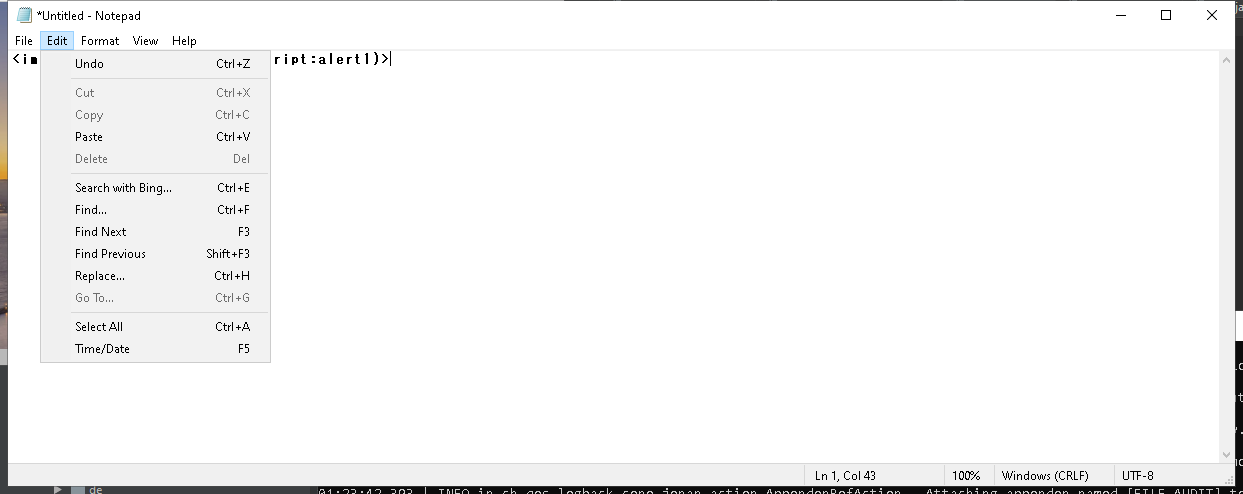 *Untitled - Notepad
File Edit Format View Help
<im ript:alert1)>
Undo Ctrl+Z
Cut Ctrl+X
Copy Ctrl+C
Paste Ctrl+V
Delete Del
Search with Bing... Ctrl+E
Find... Ctrl+F
Find Next F3
Find Previous Shift+F3
Replace... Ctrl+H
Go To... Ctrl+G
Select All Ctrl+A
Time/Date F5
Ln 1, Col 43 100% Windows (CRLF) UTF-8
de 01:23:42,393 | INFO in ch.qos.logback.core.joran.action.AppenderRefAction - Attaching appender named [FILE_AUDIT] t